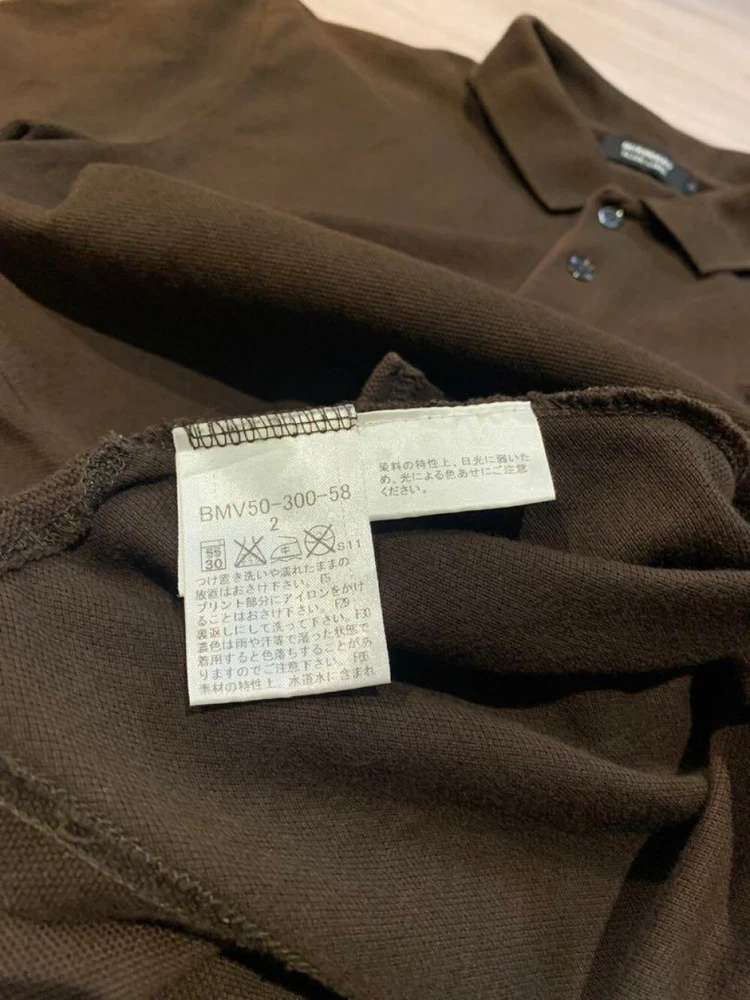 BMV50-300-58
2
30
S11
つけ置き洗いや濡れたままの
放置はおさけ下さい。 F5
プリント部分にアイロンをかけ
ることはおさけ下さい。 F29
裏返しにして洗って下さい。 F30
濃色は雨や汗等で湿った状態で
着用すると色落ちすることがあ
りますのでご注意下さい。 F65
素材の特性上、水道水に含まれ
染料の特性上、日光に弱いた
め、光による色あせにご注意
ください。